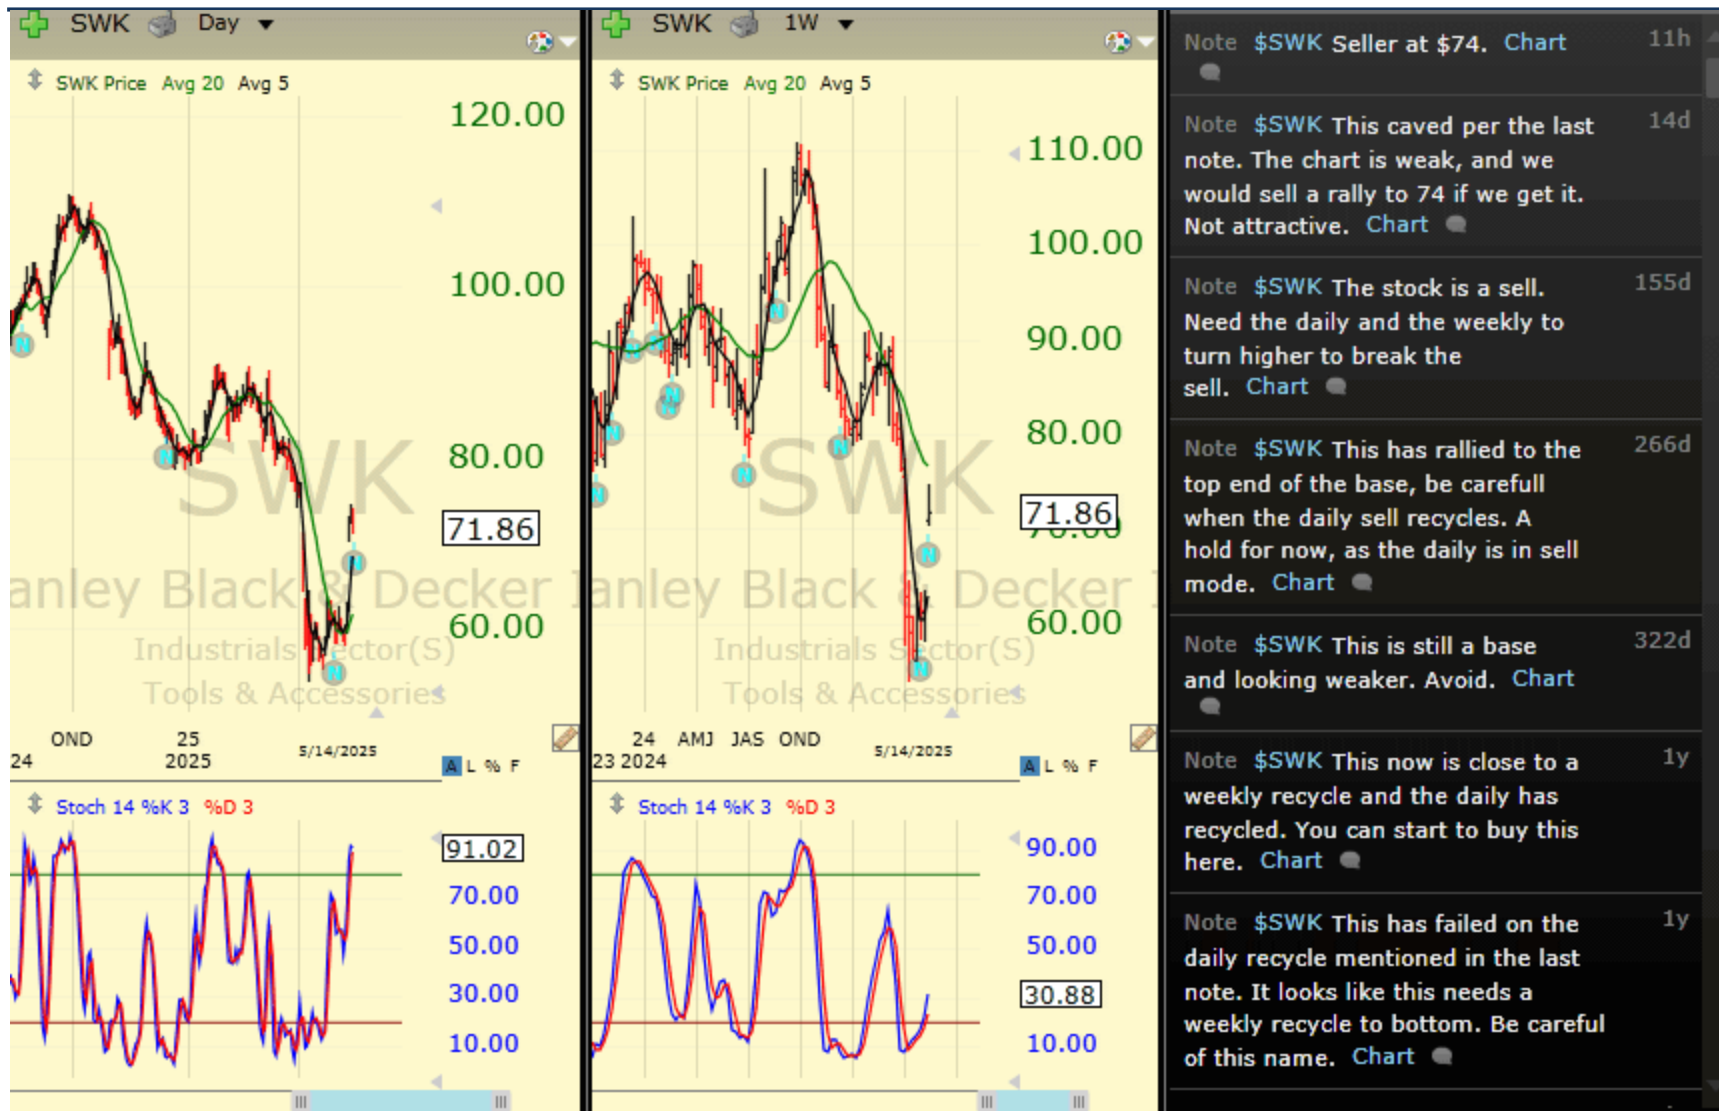 SWK Day
SWK Price Avg 20 Avg 5
120.00
100.00
80.00
71.86
60.00
N
N
N
N
SWK
anley Black & Decker I
Industrials Sector(S)
Tools & Accessories
OND 25 5/14/2025
24 2025
A L % F
Stoch 14 %K 3 %D 3
91.02
70.00
50.00
30.00
10.00
SWK 1W
SWK Price Avg 20 Avg 5
110.00
100.00
90.00
80.00
71.86
70.00
60.00
N
N
N
N
N
N
N
N
N
N
N
SWK
anley Black & Decker I
Industrials Sector(S)
Tools & Accessories
24 AMJ JAS OND 5/14/2025
23 2024
A L % F
Stoch 14 %K 3 %D 3
90.00
70.00
50.00
30.88
10.00
Note $SWK Seller at $74. Chart 11h
Note $SWK This caved per the last 14d
note. The chart is weak, and we
would sell a rally to 74 if we get it.
Not attractive. Chart
Note $SWK The stock is a sell. 155d
Need the daily and the weekly to
turn higher to break the
sell. Chart
Note $SWK This has rallied to the 266d
top end of the base, be carefull
when the daily sell recycles. A
hold for now, as the daily is in sell
mode. Chart
Note $SWK This is still a base 322d
and looking weaker. Avoid. Chart
Note $SWK This now is close to a 1y
weekly recycle and the daily has
recycled. You can start to buy this
here. Chart
Note $SWK This has failed on the 1y
daily recycle mentioned in the last
note. It looks like this needs a
weekly recycle to bottom. Be careful
of this name. Chart